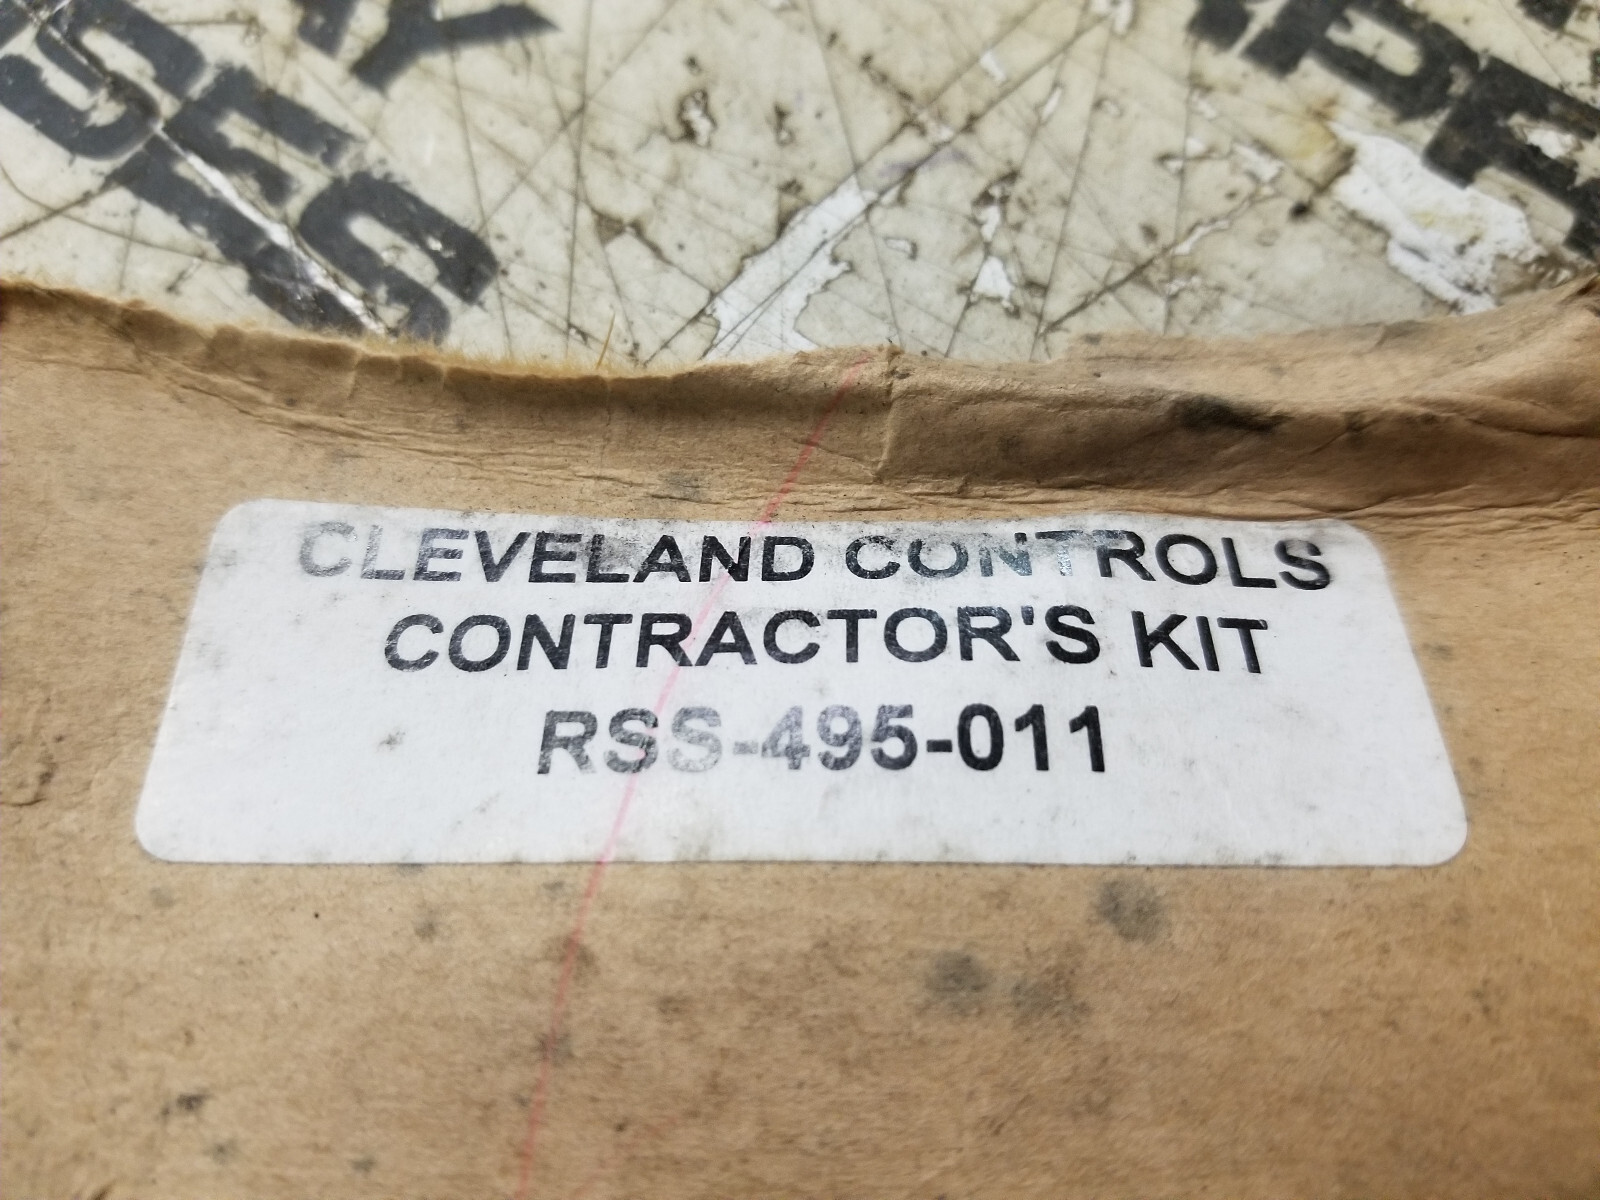 CLEVELAND CONTROLS
CONTRACTOR'S KIT
RSS-495-011